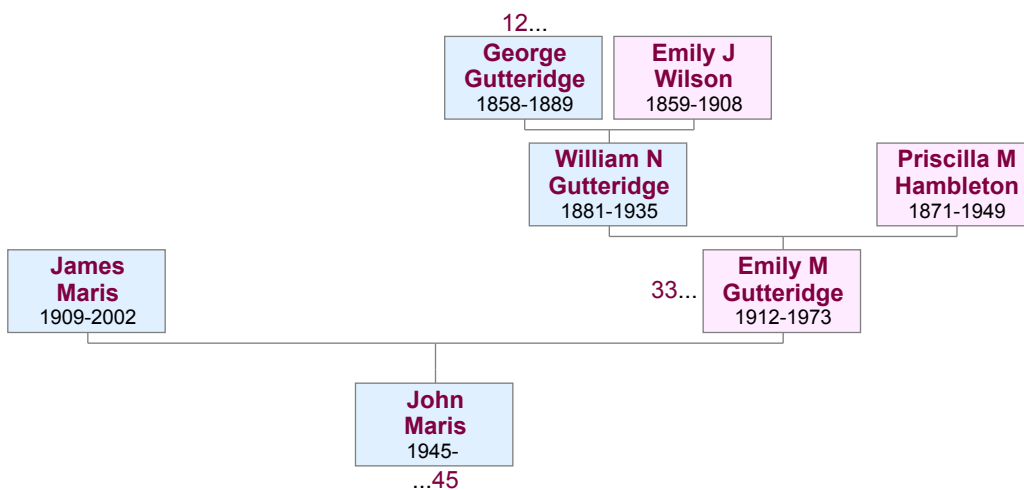 12...
George
Gutteridge
1858-1889
Emily J
Wilson
1859-1908
William N
Gutteridge
1881-1935
Priscilla M
Hambleton
1871-1949
James
Maris
1909-2002
33...
Emily M
Gutteridge
1912-1973
John
Maris
1945-
...45